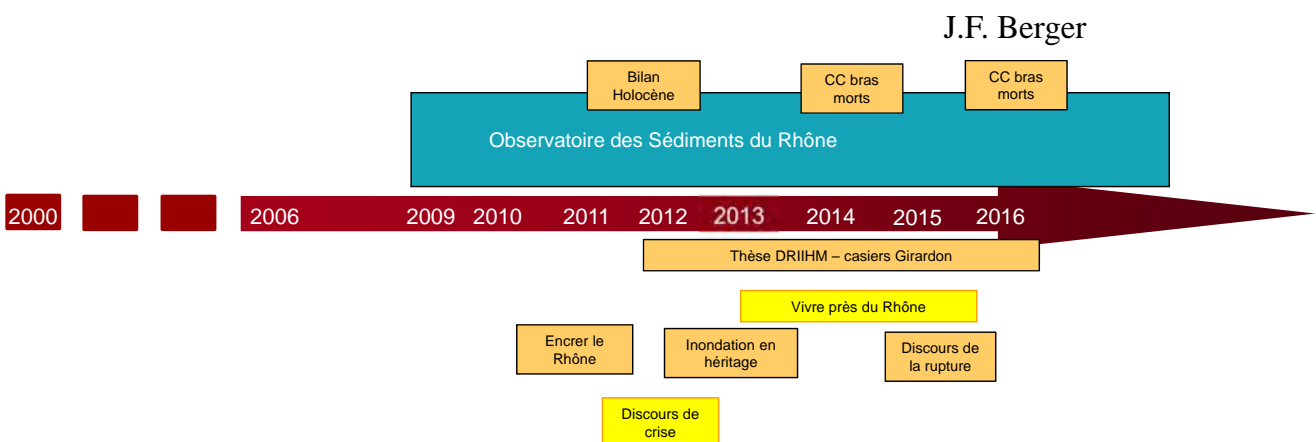 J.F. Berger
Bilan
Holocène
CC bras
morts
CC bras
morts
Observatoire des Sédiments du Rhône
2000 2006 2009 2010 2011 2012 2013 2014 2015 2016
Thèse DRIIHM – casiers Girardon
Vivre près du Rhône
Encrer le
Rhône
Inondation en
héritage
Discours de
la rupture
Discours de
crise